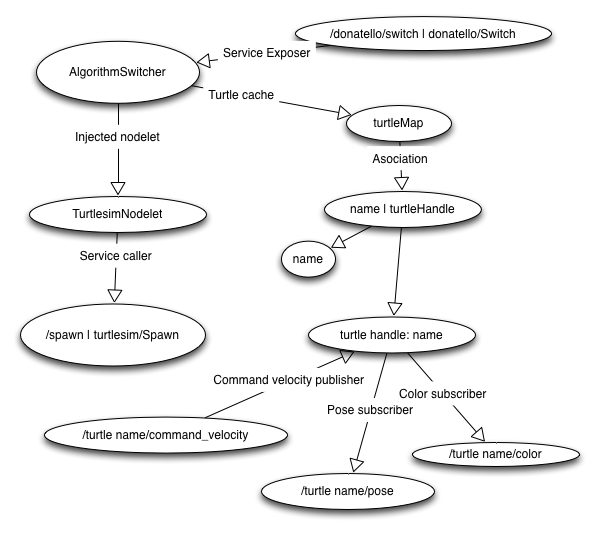 /donatello/switch | donatello/Switch
Service Exposer
AlgorithmSwitcher
Turtle cache
turtleMap
Injected nodelet
Asociation
TurtlesimNodelet
name | turtleHandle
Service caller
name
/spawn | turtlesim/Spawn
turtle handle: name
Command velocity publisher
Color subscriber
Pose subscriber
/turtle name/command_velocity
/turtle name/color
/turtle name/pose